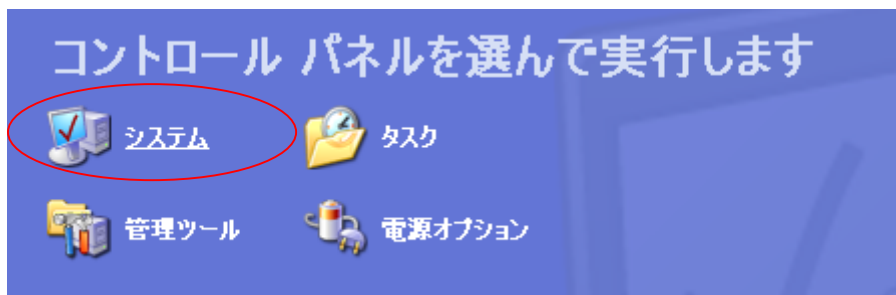 コントロール パネルを選んで実行します
システム
タスク
管理ツール
電源オプション